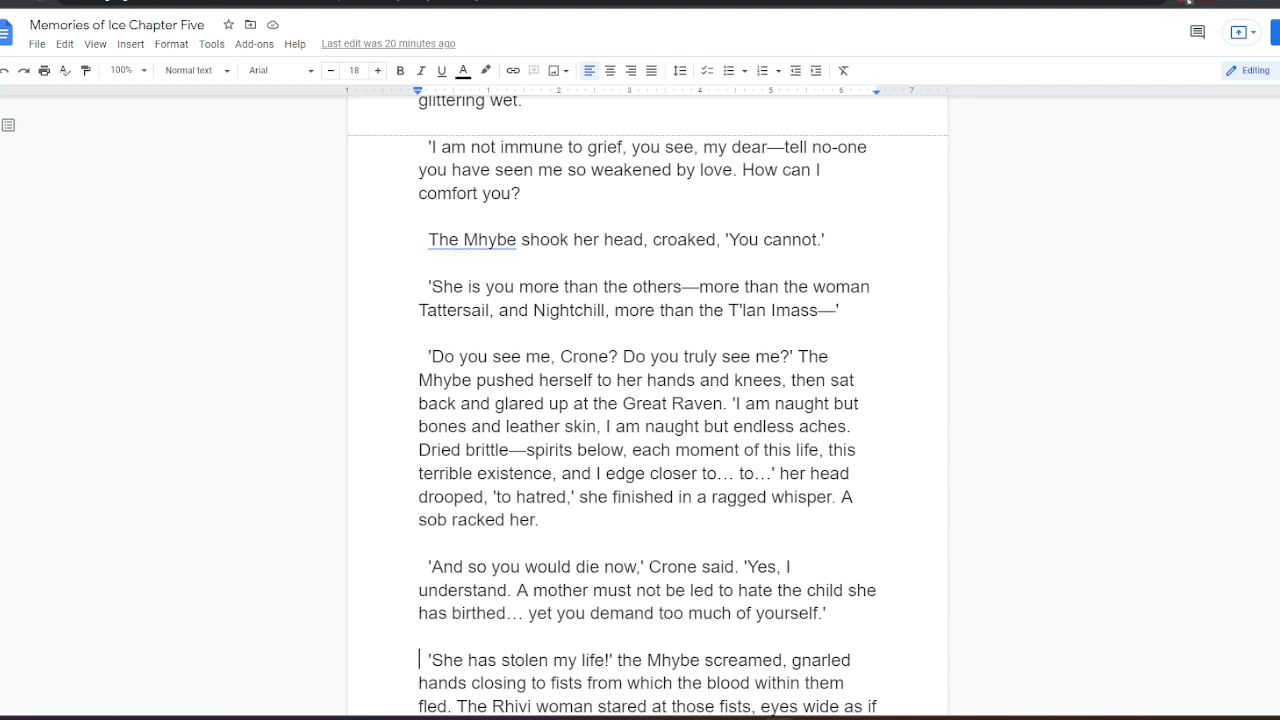 Memories of Ice Chapter Five
File Edit View Insert Format Tools Add-ons Help Last edit was 20 minutes ago
100% Normal text Arial 18 B I U A Editing
1 1 2 3 4 5 6 7
glittering wet.
'I am not immune to grief, you see, my dear—tell no-one
you have seen me so weakened by love. How can I
comfort you?
The Mhybe shook her head, croaked, 'You cannot.'
'She is you more than the others—more than the woman
Tattersail, and Nightchill, more than the T'lan Imass—'
'Do you see me, Crone? Do you truly see me?' The
Mhybe pushed herself to her hands and knees, then sat
back and glared up at the Great Raven. 'I am naught but
bones and leather skin, I am naught but endless aches.
Dried brittle—spirits below, each moment of this life, this
terrible existence, and I edge closer to… to…' her head
drooped, 'to hatred,' she finished in a ragged whisper. A
sob racked her.
'And so you would die now,' Crone said. 'Yes, I
understand. A mother must not be led to hate the child she
has birthed… yet you demand too much of yourself.'
'She has stolen my life!' the Mhybe screamed, gnarled
hands closing to fists from which the blood within them
fled. The Rhivi woman stared at those fists, eyes wide as if